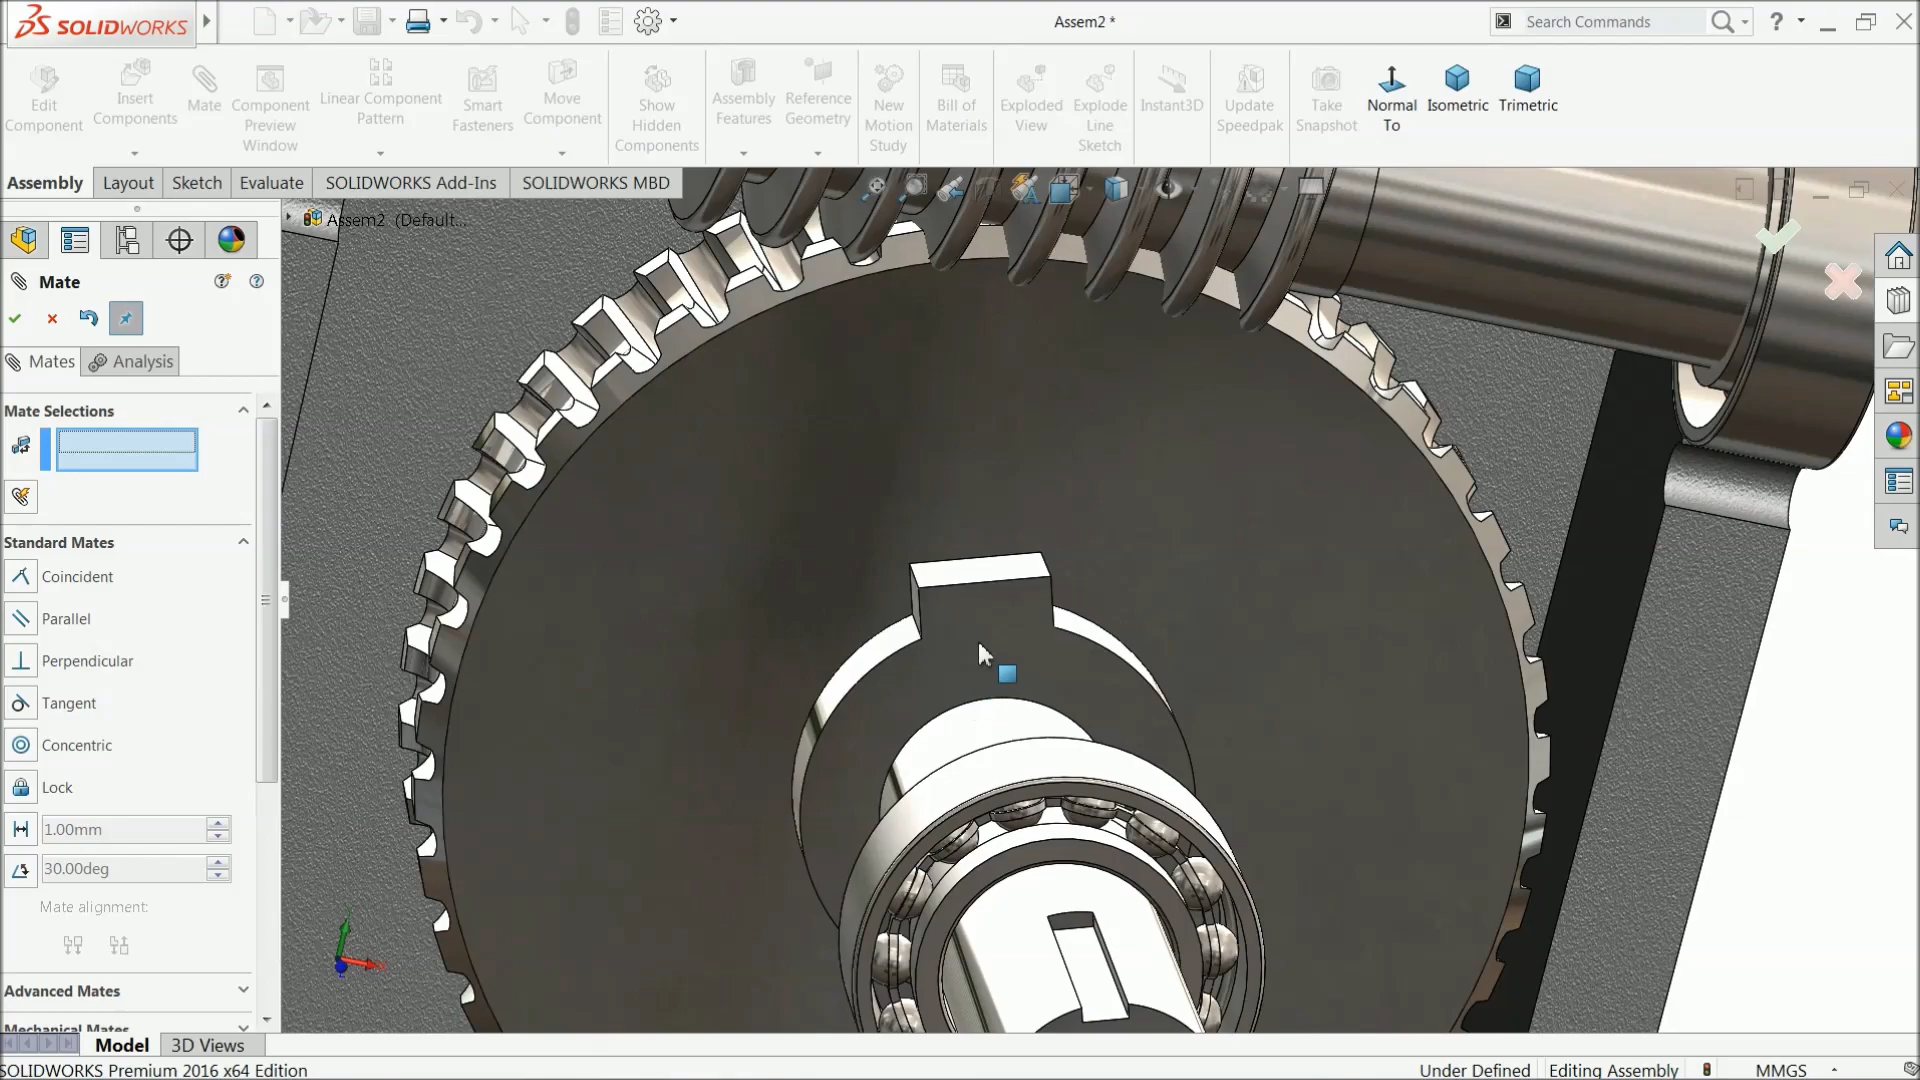 SOLIDWORKS
Assem2 *
Search Commands
?
Edit Component
Insert Components
Mate
Component Preview Window
Linear Component Pattern
Smart Fasteners
Move Component
Show Hidden Components
Assembly Features
Reference Geometry
New Motion Study
Bill of Materials
Exploded View
Explode Line Sketch
Instant3D
Update Speedpak
Take Snapshot
Normal To
Isometric
Trimetric
Assembly
Layout
Sketch
Evaluate
SOLIDWORKS Add-Ins
SOLIDWORKS MBD
Assem2 (Default...
Mate
Mates
Analysis
Mate Selections
Standard Mates
Coincident
Parallel
Perpendicular
Tangent
Concentric
Lock
1.00mm
30.00deg
Mate alignment:
Advanced Mates
Mechanical Mates
Model
3D Views
SOLIDWORKS Premium 2016 x64 Edition
Under Defined
Editing Assembly
MMGS